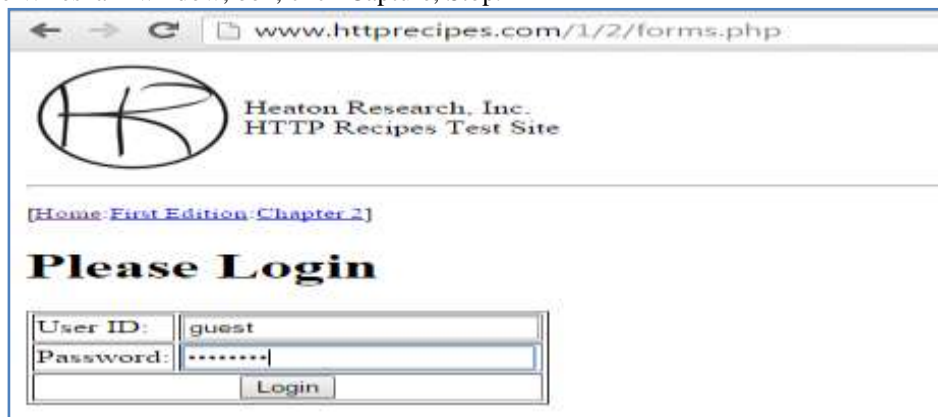 www.httprecipes.com/1/2/forms.php
Heaton Research, Inc.
HTTP Recipes Test Site
[Home:First Edition:Chapter 2]
Please Login
User ID: guest
Password: ••••••••
Login